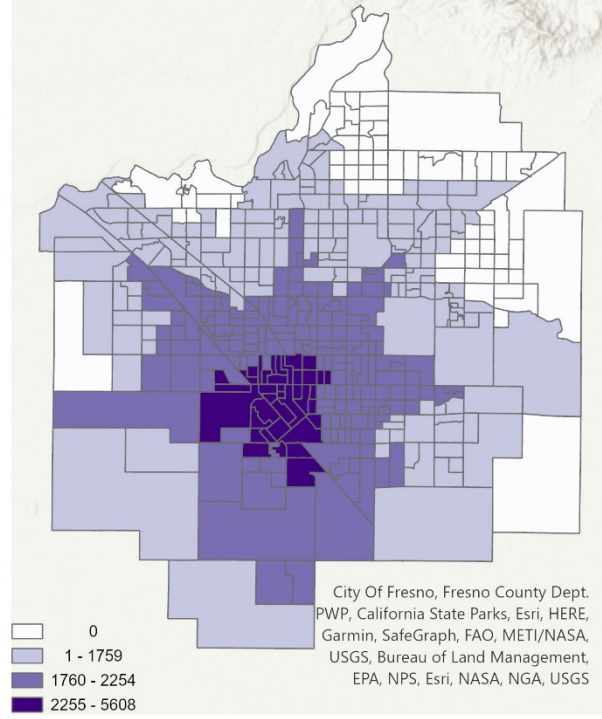 City Of Fresno, Fresno County Dept.
PWP, California State Parks, Esri, HERE,
Garmin, SafeGraph, FAO, METI/NASA,
USGS, Bureau of Land Management,
EPA, NPS, Esri, NASA, NGA, USGS
0
1 - 1759
1760 - 2254
2255 - 5608